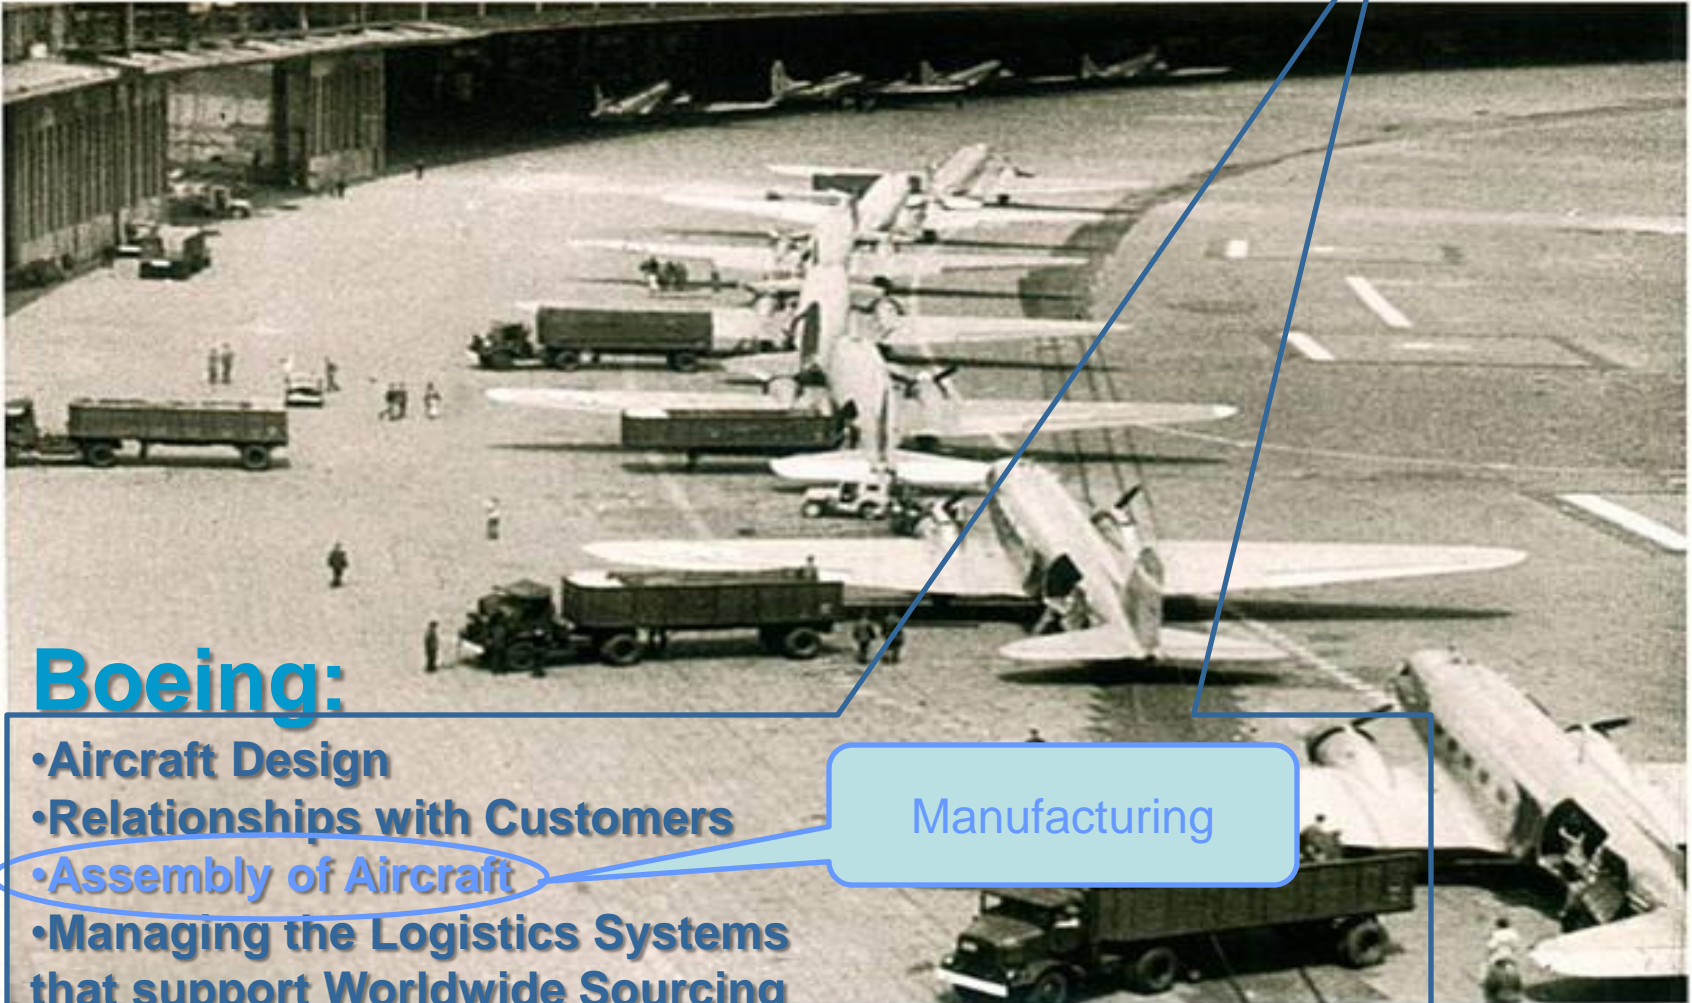 Boeing:
•Aircraft Design
•Relationships with Customers
•Assembly of Aircraft
Manufacturing
•Managing the Logistics Systems
that support Worldwide Sourcing